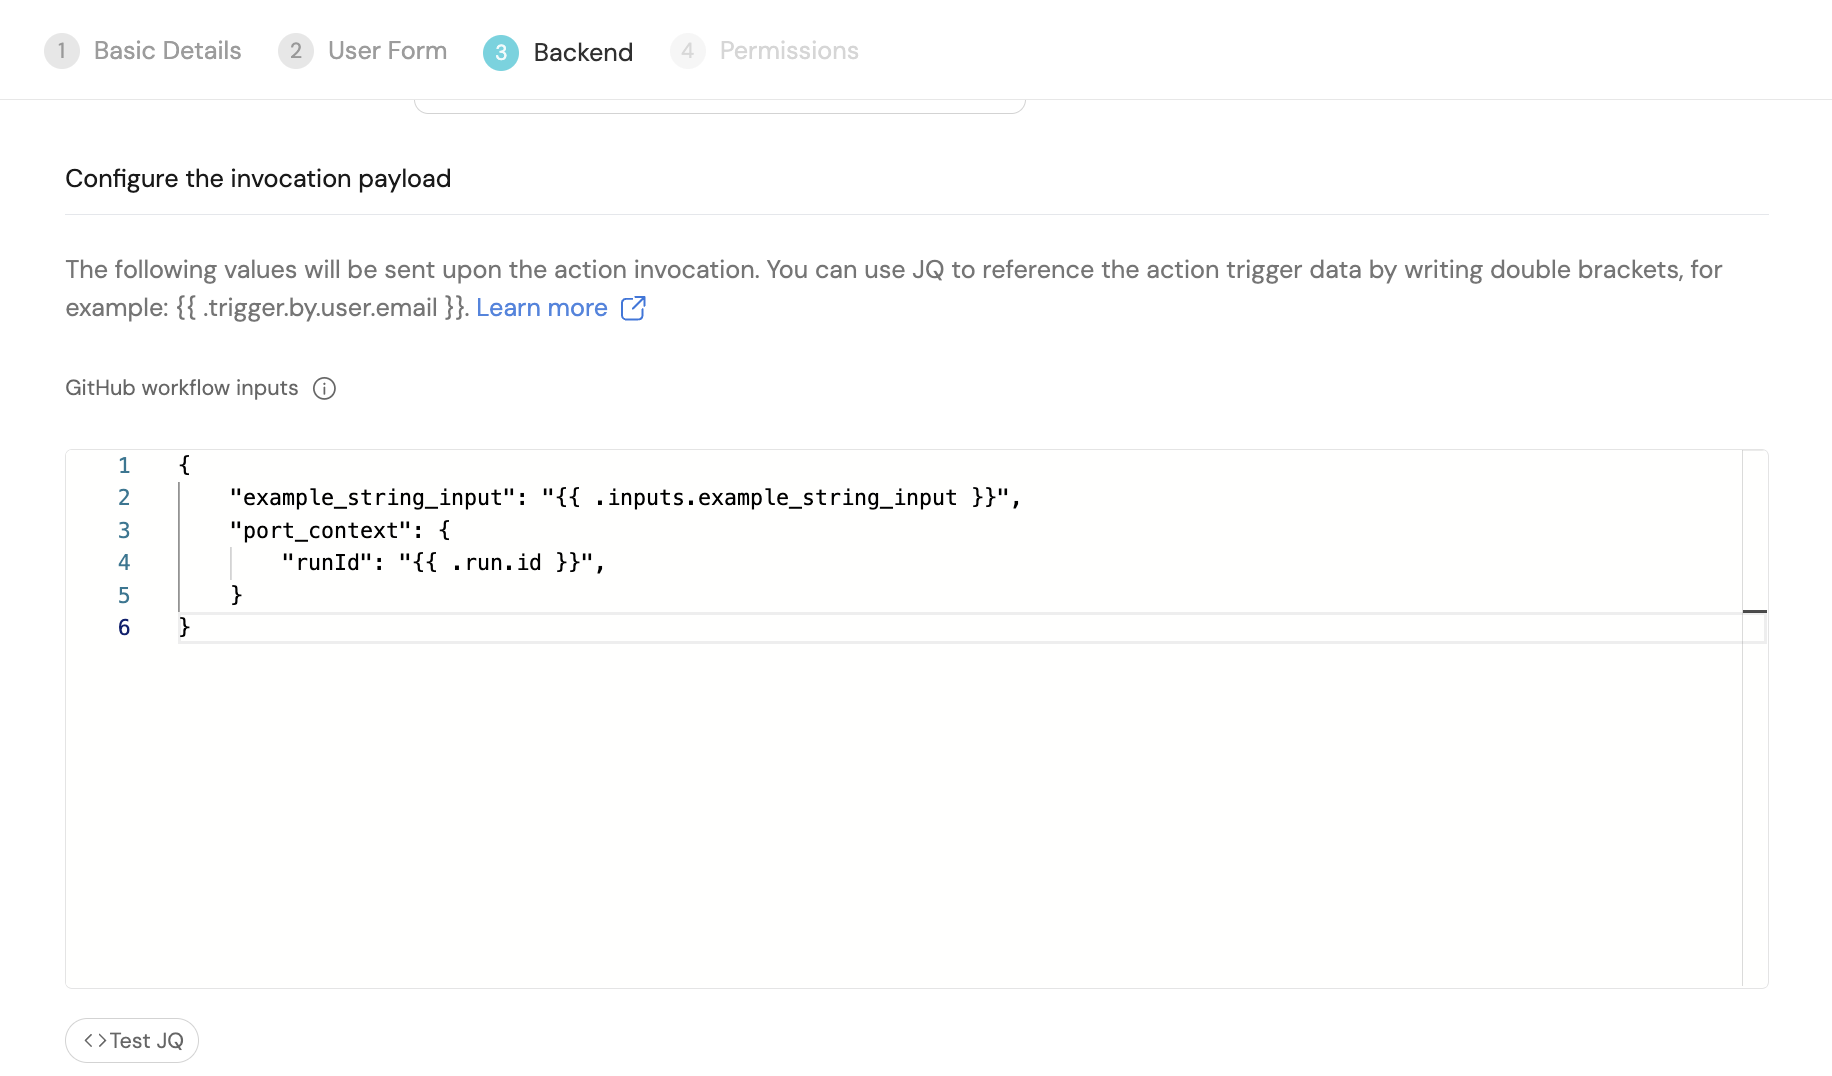 1 Basic Details 2 User Form 3 Backend 4 Permissions
Configure the invocation payload
The following values will be sent upon the action invocation. You can use JQ to reference the action trigger data by writing double brackets, for
example: {{ .trigger.by.user.email }}. Learn more
GitHub workflow inputs
1 {
2     "example_string_input": "{{ .inputs.example_string_input }}",
3     "port_context": {
4         "runId": "{{ .run.id }}",
5     }
6 }
<>Test JQ